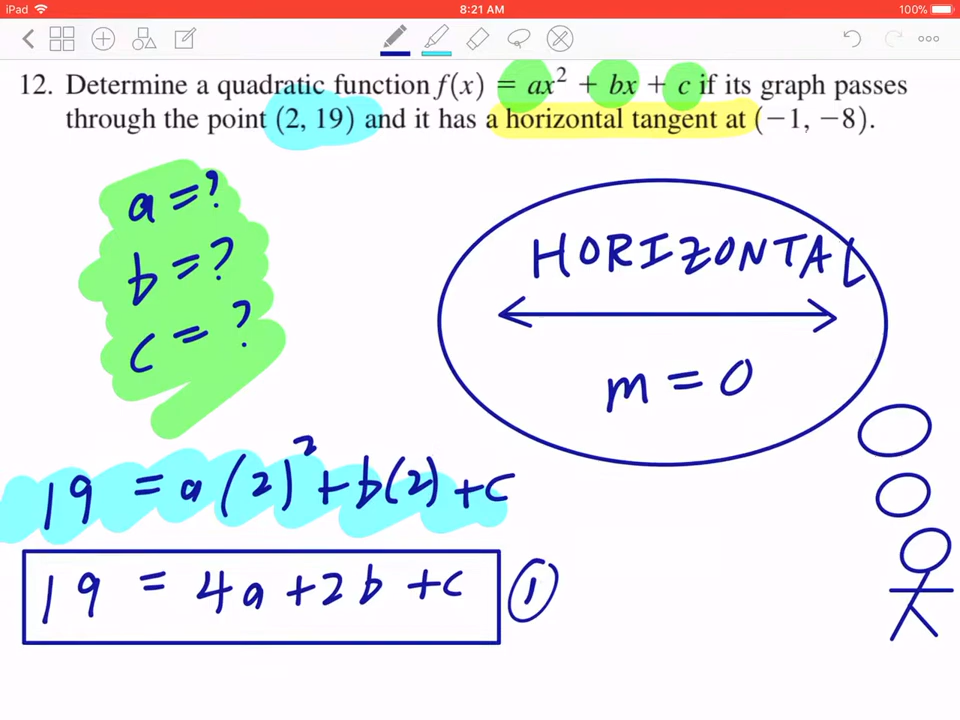 iPad 8:21 AM 100%
12. Determine a quadratic function f(x) = ax² + bx + c if its graph passes
through the point (2, 19) and it has a horizontal tangent at (−1, −8).
a = ?
b = ?
c = ?
HORIZONTAL
m = 0
19 = a(2)² + b(2) + c
19 = 4a + 2b + c ①